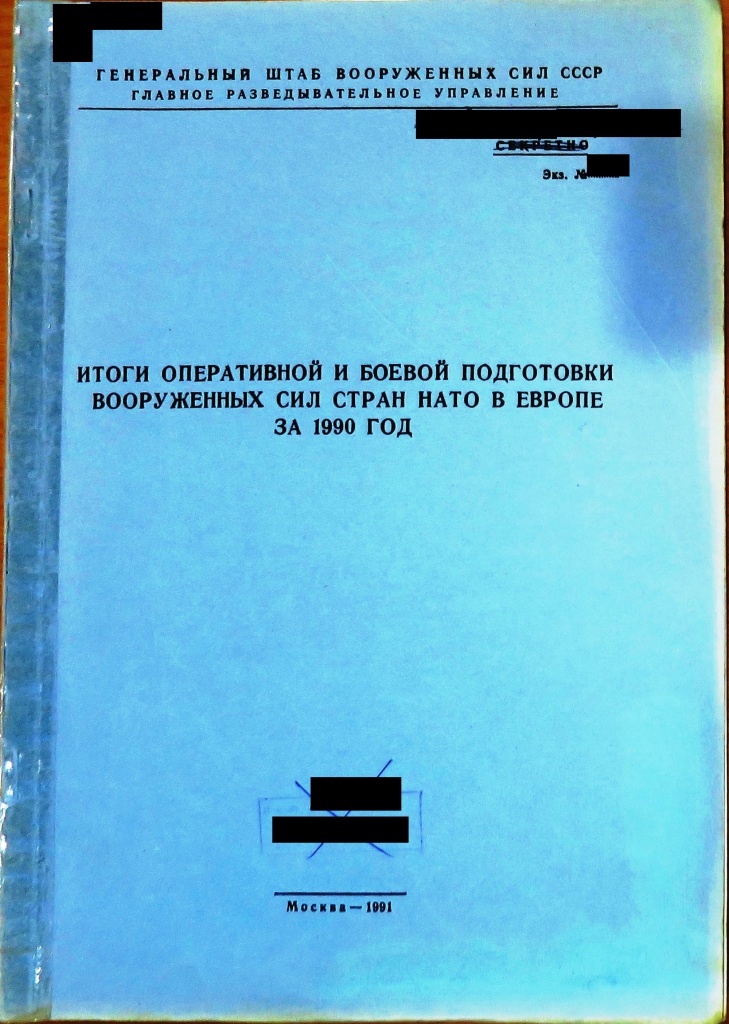 ГЕНЕРАЛЬНЫЙ ШТАБ ВООРУЖЕННЫХ СИЛ СССР
ГЛАВНОЕ РАЗВЕДЫВАТЕЛЬНОЕ УПРАВЛЕНИЕ
СЕКРЕТНО
Экз. №
ИТОГИ ОПЕРАТИВНОЙ И БОЕВОЙ ПОДГОТОВКИ
ВООРУЖЕННЫХ СИЛ СТРАН НАТО В ЕВРОПЕ
ЗА 1990 ГОД
Москва — 1991